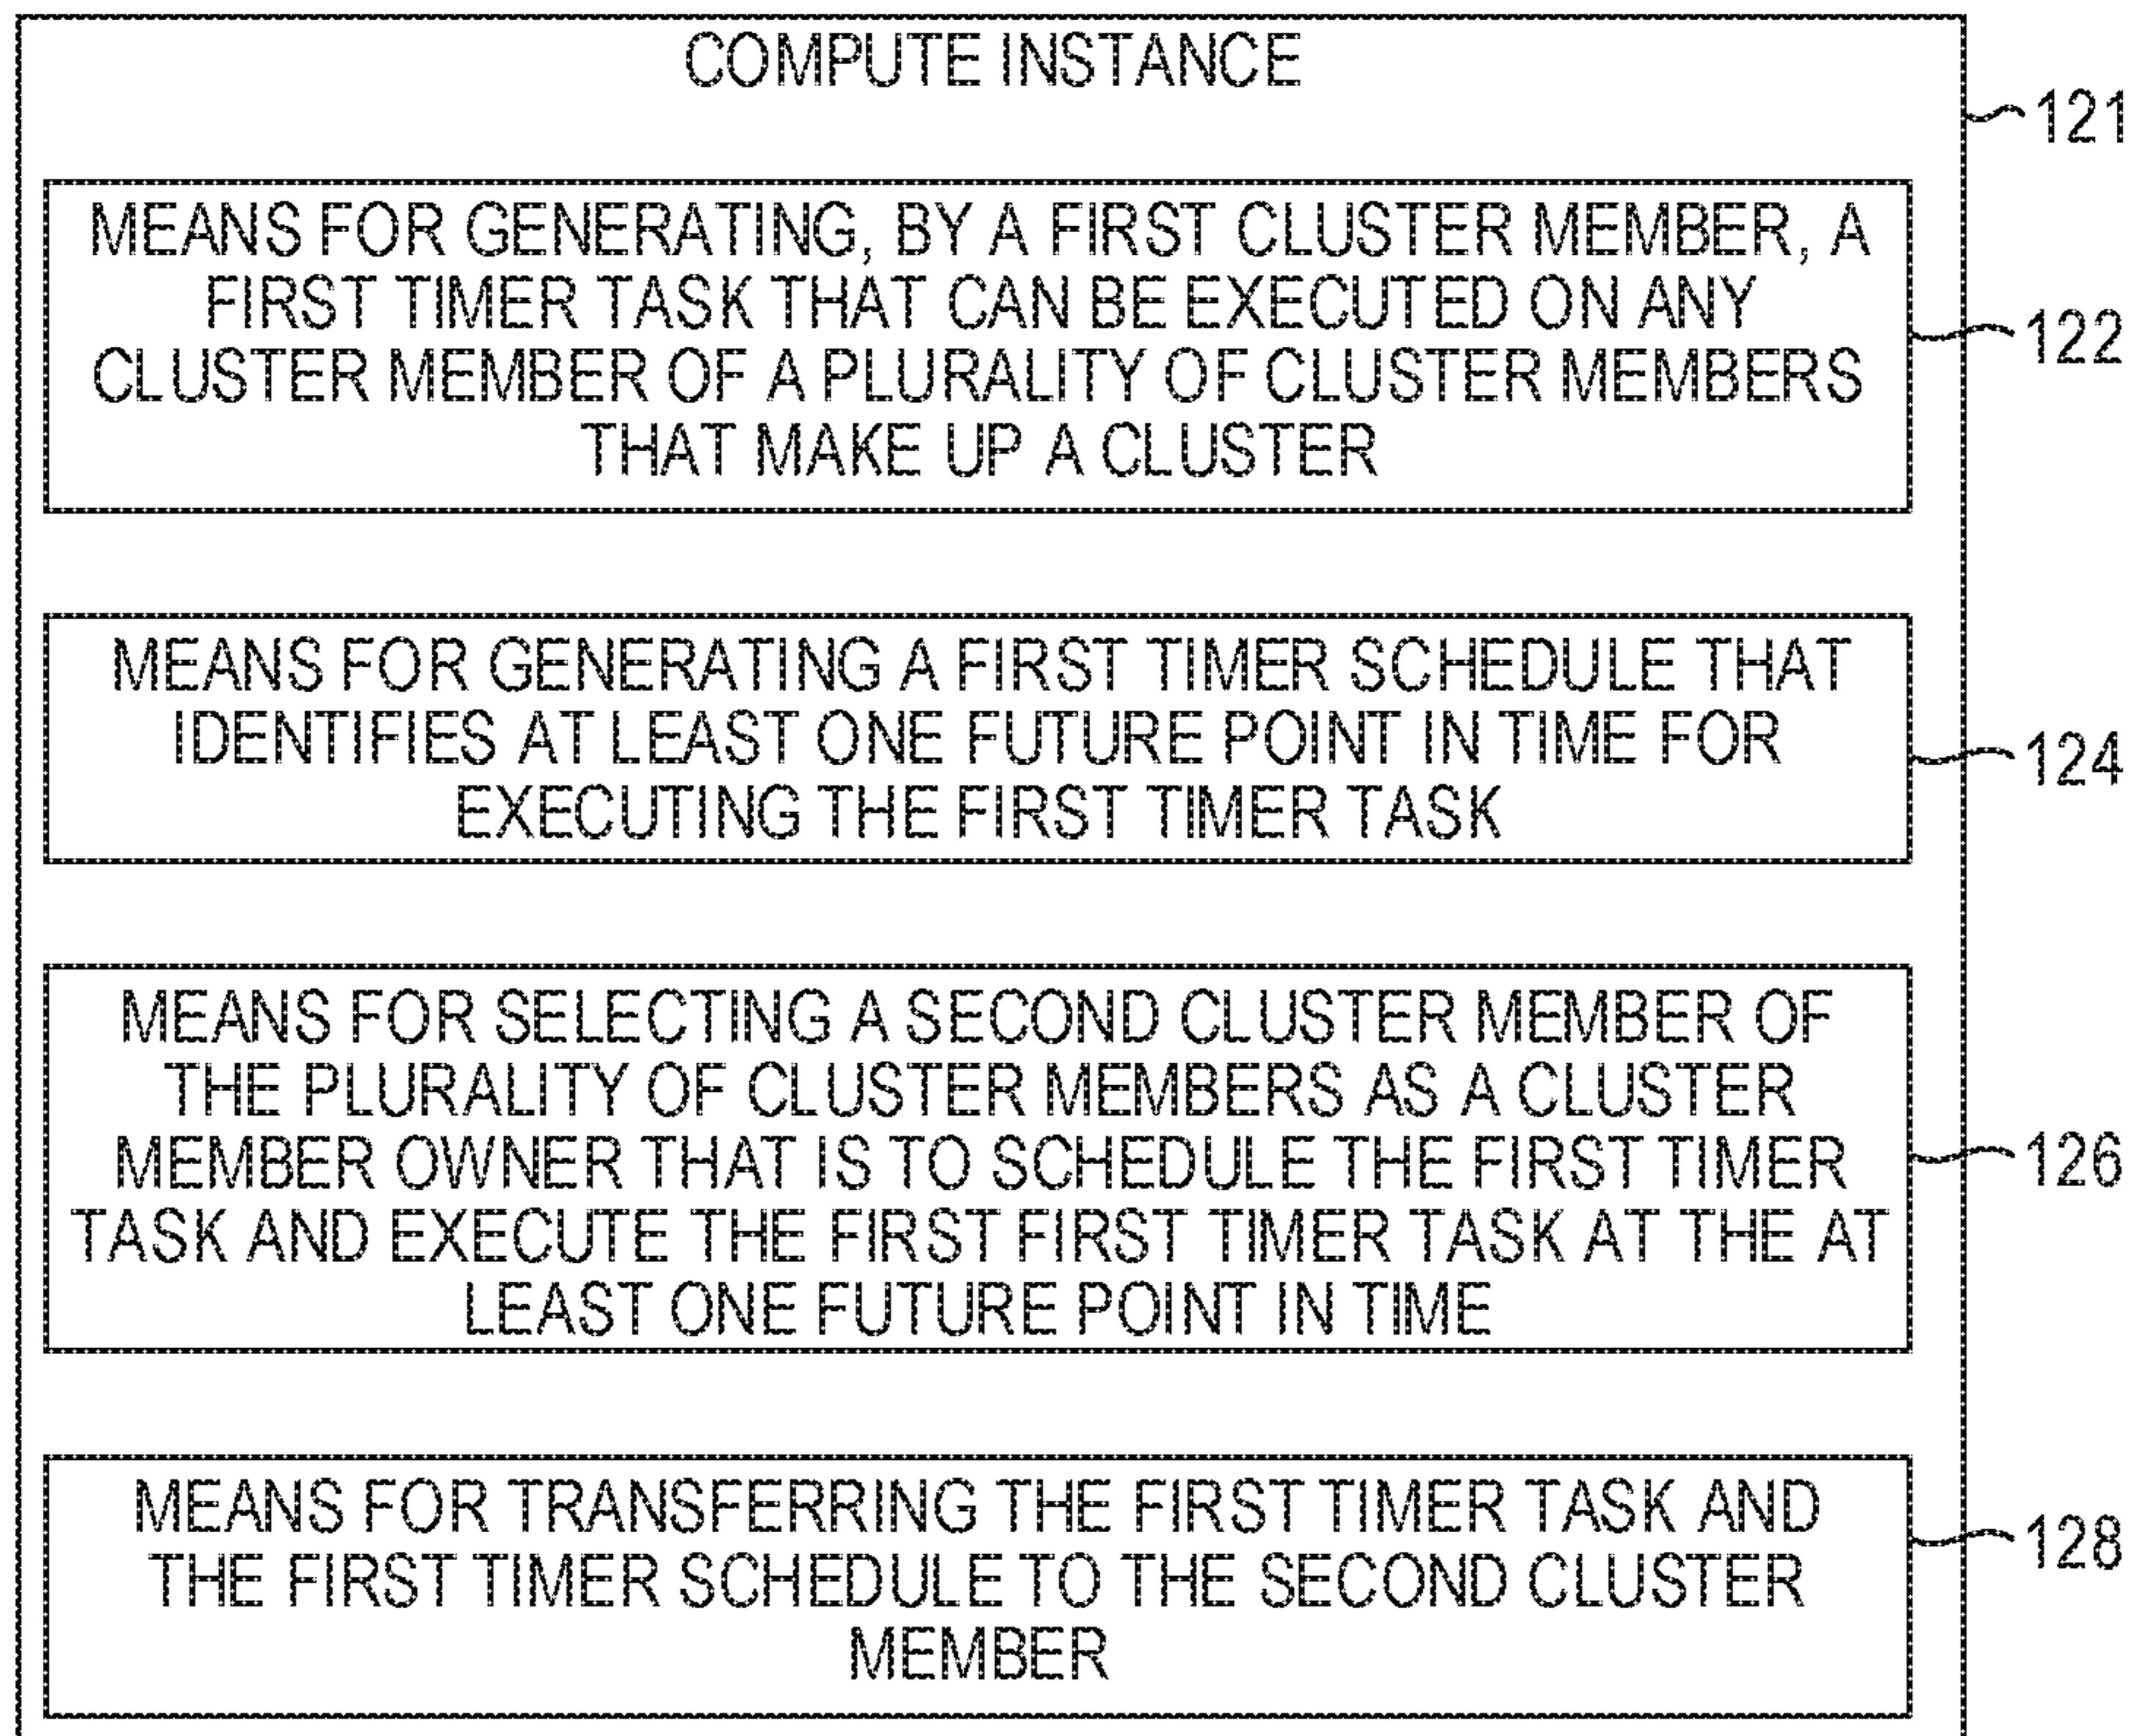 COMPUTE INSTANCE
121
MEANS FOR GENERATING, BY A FIRST CLUSTER MEMBER, A
FIRST TIMER TASK THAT CAN BE EXECUTED ON ANY
CLUSTER MEMBER OF A PLURALITY OF CLUSTER MEMBERS
THAT MAKE UP A CLUSTER
122
MEANS FOR GENERATING A FIRST TIMER SCHEDULE THAT
IDENTIFIES AT LEAST ONE FUTURE POINT IN TIME FOR
EXECUTING THE FIRST TIMER TASK
124
MEANS FOR SELECTING A SECOND CLUSTER MEMBER OF
THE PLURALITY OF CLUSTER MEMBERS AS A CLUSTER
MEMBER OWNER THAT IS TO SCHEDULE THE FIRST TIMER
TASK AND EXECUTE THE FIRST FIRST TIMER TASK AT THE AT
LEAST ONE FUTURE POINT IN TIME
126
MEANS FOR TRANSFERRING THE FIRST TIMER TASK AND
THE FIRST TIMER SCHEDULE TO THE SECOND CLUSTER
MEMBER
128